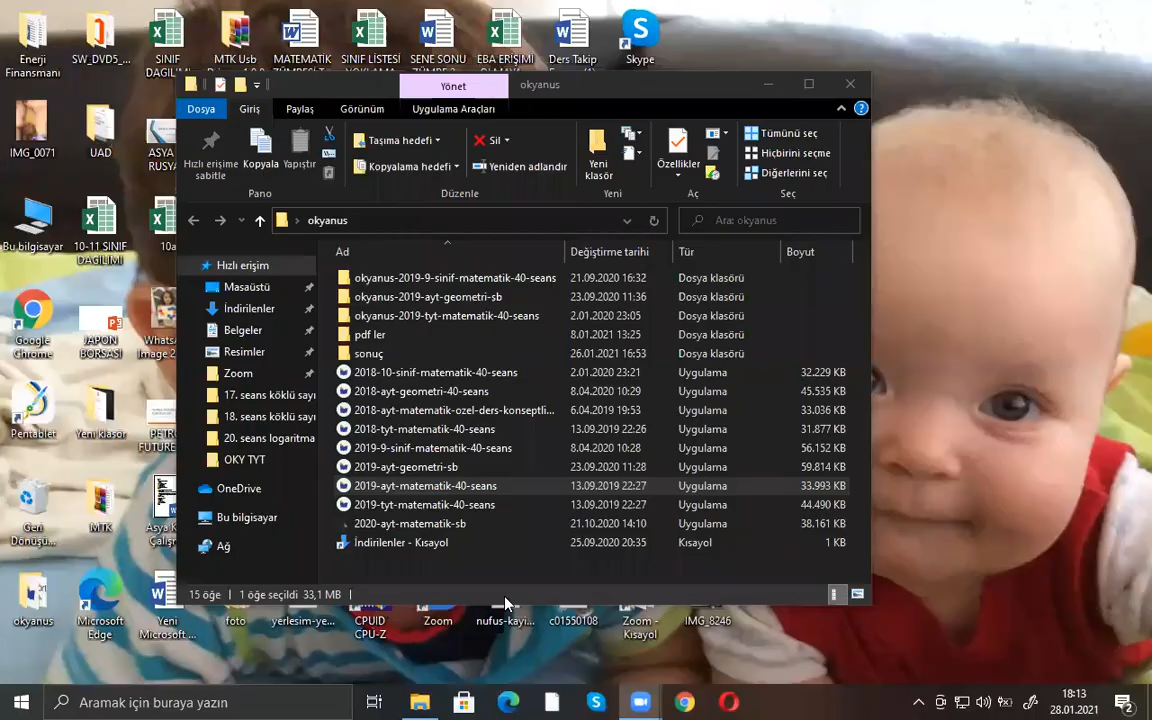 Enerji Finansmanı
SW_DVD5_...
SINIF DAGILIMI
MTK Usb
MATEMATİK
SINIF LİSTESİ
SENE SONU
EBA ERİŞİMİ
Ders Takip
Skype
Yönet
okyanus
Dosya
Giriş
Paylaş
Görünüm
Uygulama Araçları
IMG_0071
UAD
ASYA
RUSYA
Hızlı erişime sabitle
Kopyala
Yapıştır
Taşıma hedefi
Kopyalama hedefi
Sil
Yeniden adlandır
Yeni klasör
Özellikler
Tümünü seç
Hiçbirini seçme
Diğerlerini seç
Pano
Düzenle
Yeni
Aç
Seç
okyanus
Ara: okyanus
Bu bilgisayar
10-11 SINIF DAGILIMI
10a
Ad
Değiştirme tarihi
Tür
Boyut
Hızlı erişim
Masaüstü
İndirilenler
Belgeler
Resimler
Zoom
17. seans köklü sayı
18. seans köklü sayı
20. seans logaritma
OKY TYT
OneDrive
Bu bilgisayar
Ağ
okyanus-2019-9-sinif-matematik-40-seans 21.09.2020 16:32 Dosya klasörü
okyanus-2019-ayt-geometri-sb 23.09.2020 11:36 Dosya klasörü
okyanus-2019-tyt-matematik-40-seans 2.01.2020 23:05 Dosya klasörü
pdf ler 8.01.2021 13:25 Dosya klasörü
sonuç 26.01.2021 16:53 Dosya klasörü
2018-10-sinif-matematik-40-seans 2.01.2020 23:21 Uygulama 32.229 KB
2018-ayt-geometri-40-seans 8.04.2020 10:29 Uygulama 45.535 KB
2018-ayt-matematik-ozel-ders-konseptli... 6.04.2019 19:53 Uygulama 33.036 KB
2018-tyt-matematik-40-seans 13.09.2019 22:26 Uygulama 31.877 KB
2019-9-sinif-matematik-40-seans 8.04.2020 10:28 Uygulama 56.152 KB
2019-ayt-geometri-sb 23.09.2020 11:28 Uygulama 59.814 KB
2019-ayt-matematik-40-seans 13.09.2019 22:27 Uygulama 33.993 KB
2019-tyt-matematik-40-seans 13.09.2019 22:27 Uygulama 44.490 KB
2020-ayt-matematik-sb 21.10.2020 14:10 Uygulama 38.161 KB
İndirilenler - Kısayol 25.09.2020 20:35 Kısayol 1 KB
Google Chrome
JAPON BORSASI
Whats
Image 2
Pentablet
Yeni klasör
PETRO
FUTURE
Geri Dönüşü...
MTK
Asya K
Çalışm
15 öğe
1 öğe seçildi 33,1 MB
okyanus
Microsoft Edge
Yeni Microsoft ...
foto
yerlesim-ye...
CPUID CPU-Z
Zoom
nufus-kayi...
c01550108
Zoom - Kısayol
IMG_8246
Aramak için buraya yazın
18:13
28.01.2021
2